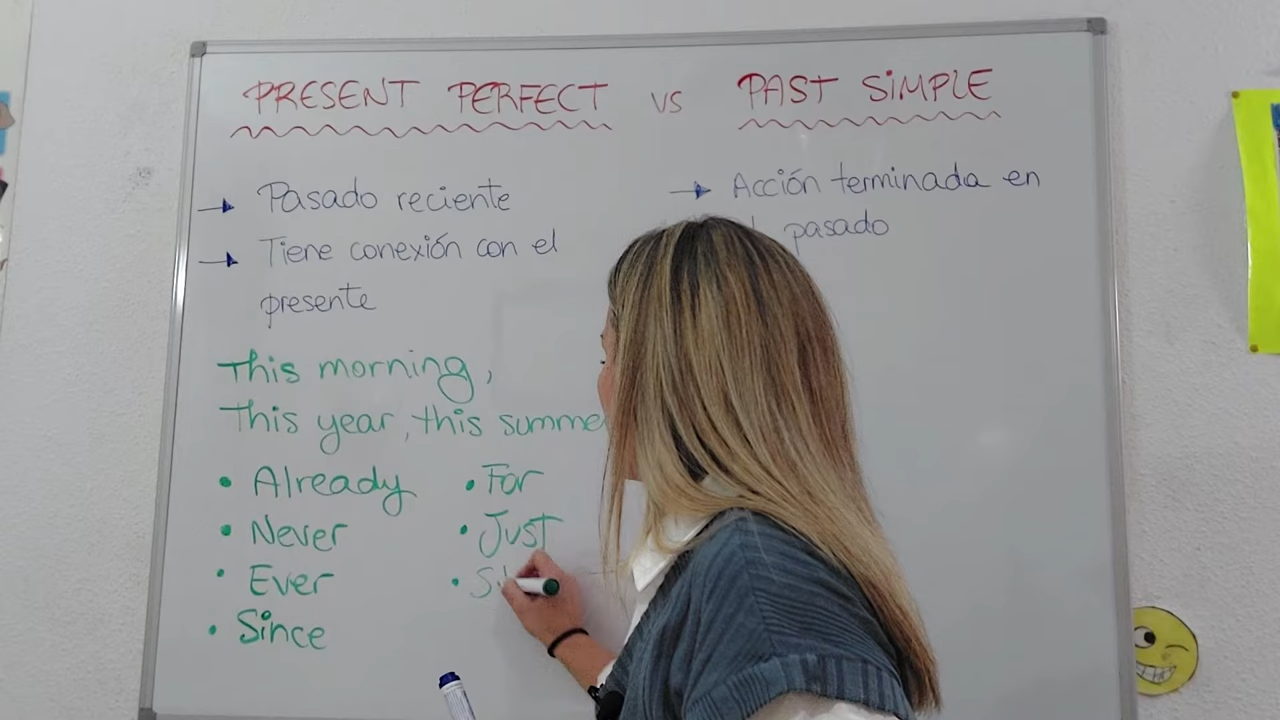 PRESENT PERFECT vs PAST SIMPLE
→ Pasado reciente
→ Tiene conexión con el
presente
This morning,
This year, this summe
• Already
• Never
• Ever
• Since
• For
• Just
→ Acción terminada en
pasado